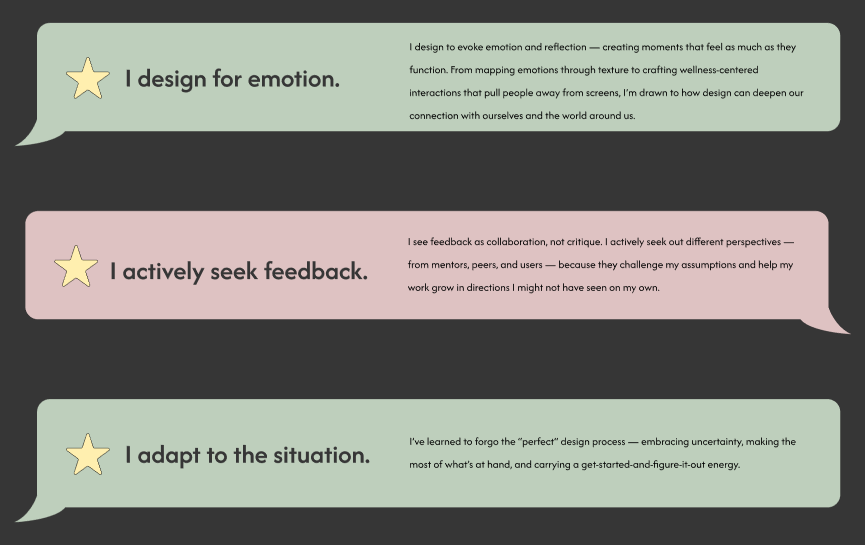 I design for emotion.
I design to evoke emotion and reflection — creating moments that feel as much as they
function. From mapping emotions through texture to crafting wellness-centered
interactions that pull people away from screens, I'm drawn to how design can deepen our
connection with ourselves and the world around us.
I actively seek feedback.
I see feedback as collaboration, not critique. I actively seek out different perspectives —
from mentors, peers, and users — because they challenge my assumptions and help my
work grow in directions I might not have seen on my own.
I adapt to the situation.
I've learned to forgo the "perfect" design process — embracing uncertainty, making the
most of what's at hand, and carrying a get-started-and-figure-it-out energy.